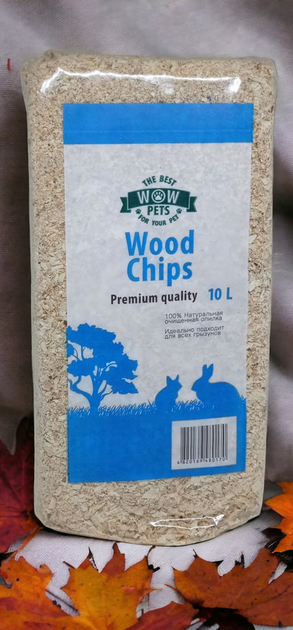 THE BEST
WOW
PETS
FOR YOUR PET
Wood
Chips
Premium quality 10 L
100% Натуральная
очищенная опилка
Идеально подходит
для всех грызунов